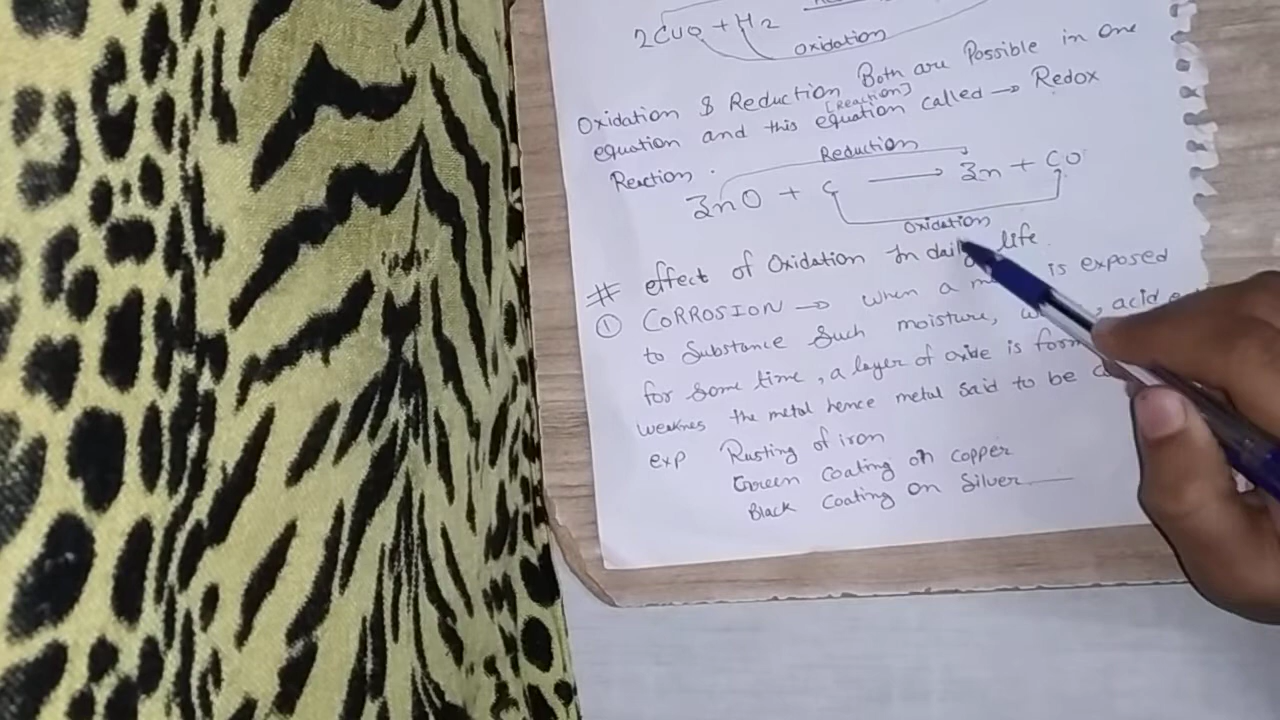 2CuO + H2
Oxidation
Oxidation & Reduction Both are Possible in one
[Reaction]
equation and this equation called → Redox
Reaction .
Reduction
ZnO + C → Zn + CO
Oxidation
# effect of Oxidation In daily life
① CORROSION → when a is exposed
to Substance Such moisture, , acid
for Some time, a layer of oxide is
weaknes the metal hence metal said to be
exp Rusting of iron
Green coating on copper
Black coating on Silver